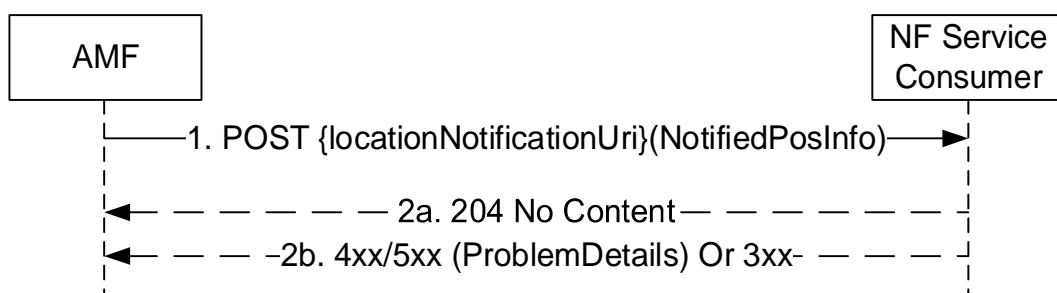 AMF
NF Service
Consumer
1. POST {locationNotificationUri}(NotifiedPosInfo)
2a. 204 No Content
2b. 4xx/5xx (ProblemDetails) Or 3xx